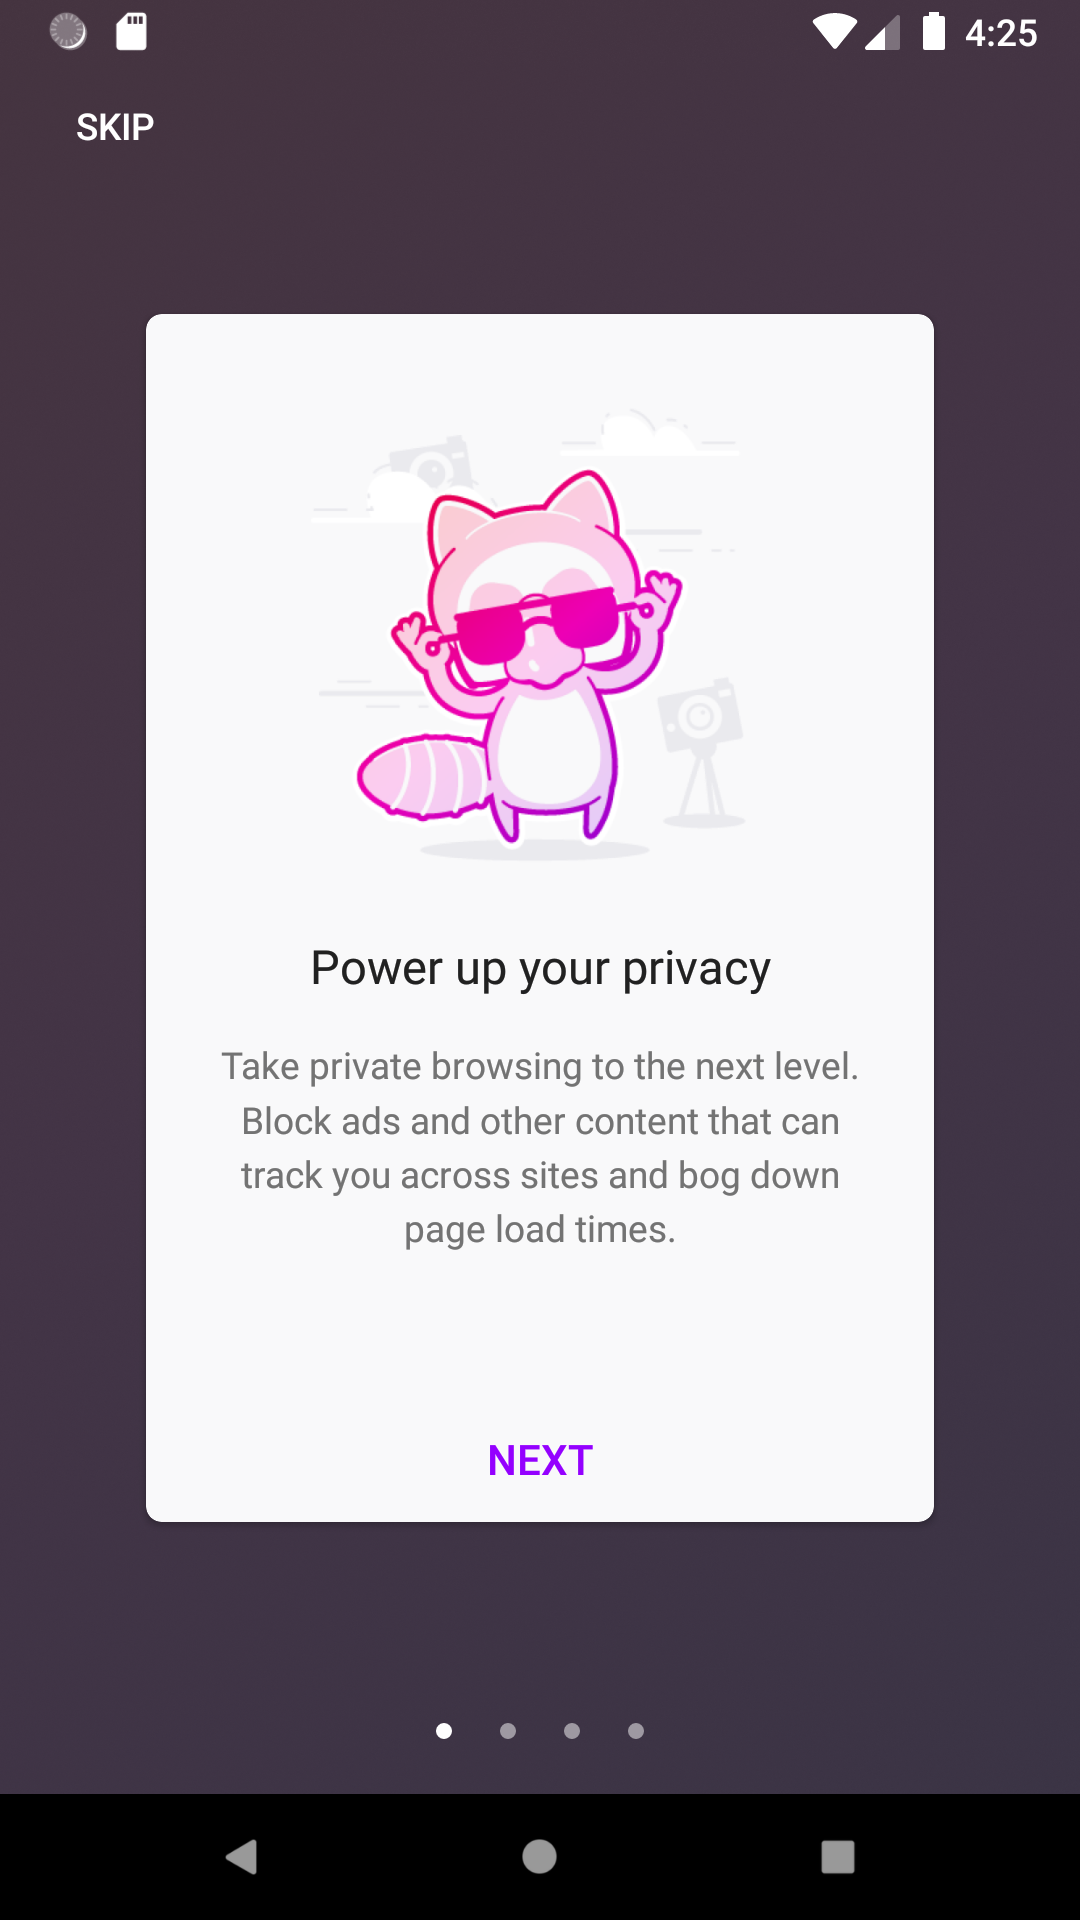 4:25
SKIP
Power up your privacy
Take private browsing to the next level.
Block ads and other content that can
track you across sites and bog down
page load times.
NEXT